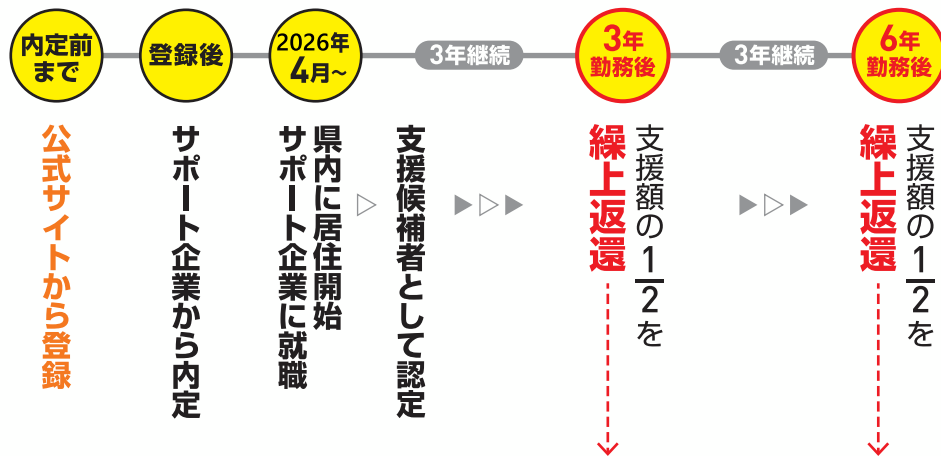 内定前
まで
登録後
2026年
4月～
3年継続
3年
勤務後
3年継続
6年
勤務後
公式サイトから登録
サポート企業から内定
県内に居住開始
サポート企業に就職
支援候補者として認定
支援額の1/2を
繰上返還
支援額の1/2を
繰上返還